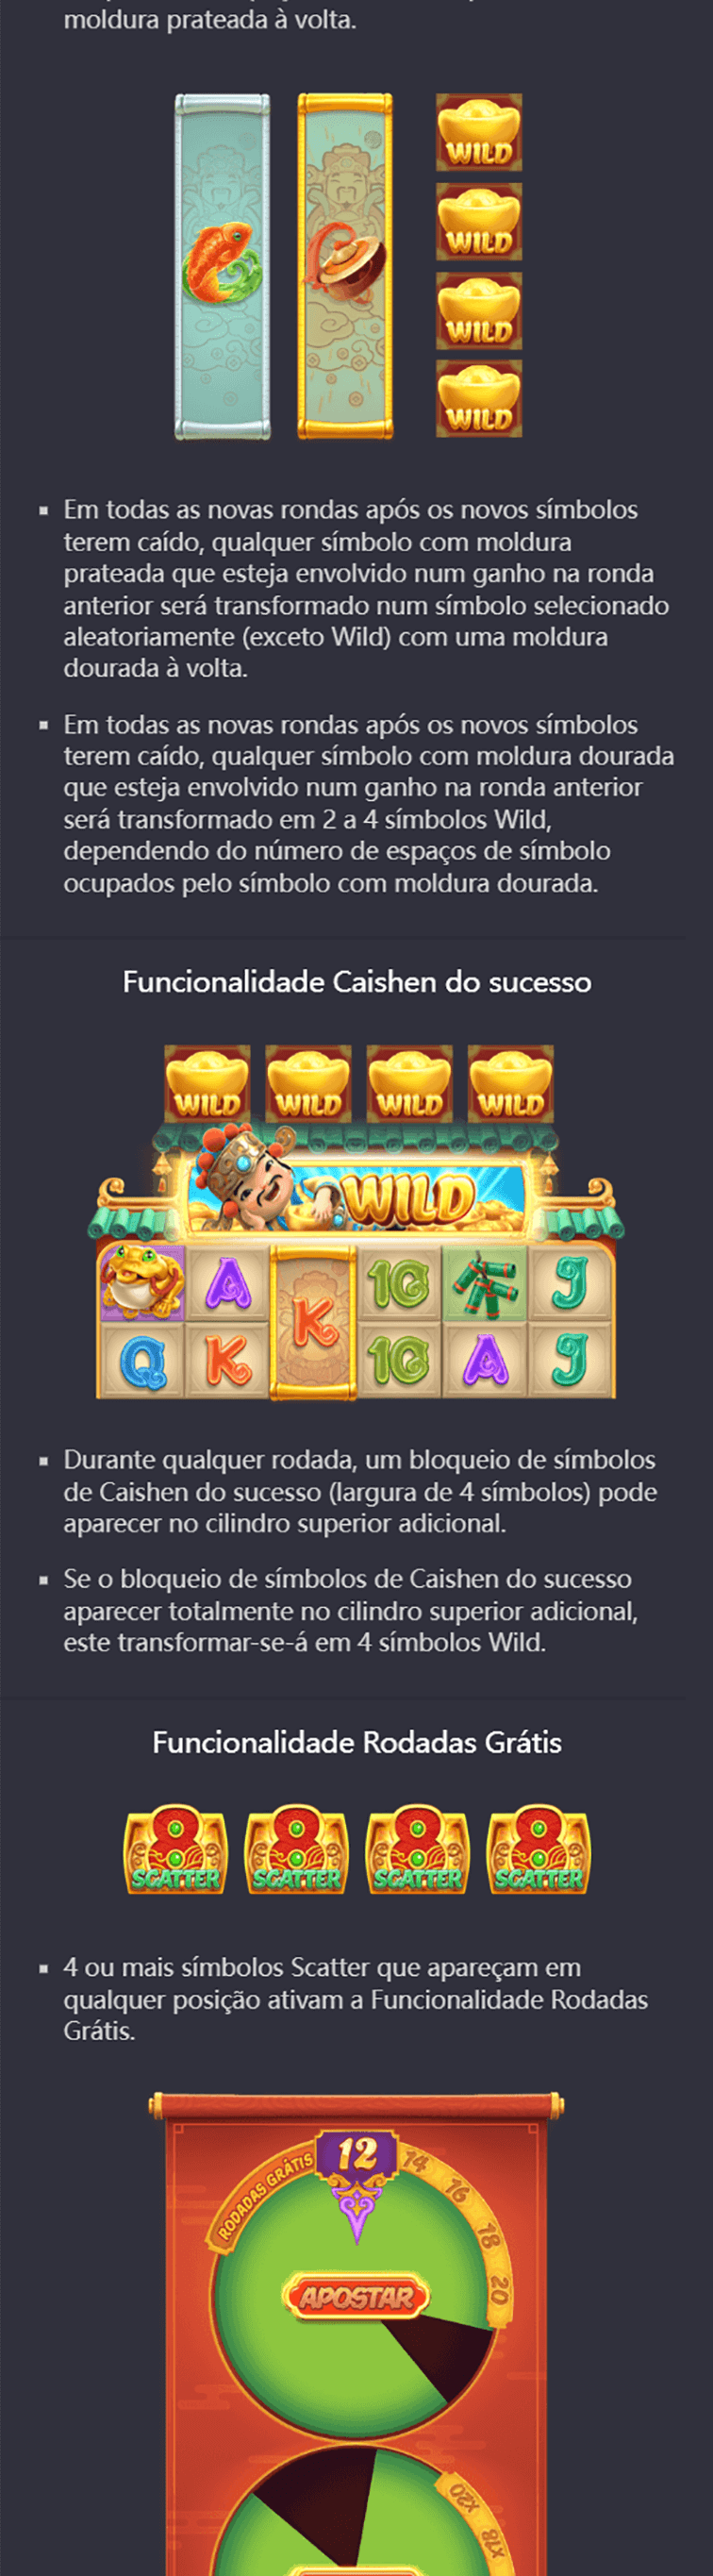 moldura prateada à volta.
WILD
WILD
WILD
WILD
Em todas as novas rondas após os novos símbolos
terem caído, qualquer símbolo com moldura
prateada que esteja envolvido num ganho na ronda
anterior será transformado num símbolo selecionado
aleatoriamente (exceto Wild) com uma moldura
dourada à volta.
Em todas as novas rondas após os novos símbolos
terem caído, qualquer símbolo com moldura dourada
que esteja envolvido num ganho na ronda anterior
será transformado em 2 a 4 símbolos Wild,
dependendo do número de espaços de símbolo
ocupados pelo símbolo com moldura dourada.
Funcionalidade Caishen do sucesso
WILD WILD WILD WILD
WILD
A K 10 J
Q K 10 A J
Durante qualquer rodada, um bloqueio de símbolos
de Caishen do sucesso (largura de 4 símbolos) pode
aparecer no cilindro superior adicional.
Se o bloqueio de símbolos de Caishen do sucesso
aparecer totalmente no cilindro superior adicional,
este transformar-se-á em 4 símbolos Wild.
Funcionalidade Rodadas Grátis
8 8 8 8
SCATTER SCATTER SCATTER SCATTER
4 ou mais símbolos Scatter que apareçam em
qualquer posição ativam a Funcionalidade Rodadas
Grátis.
RODADAS GRÁTIS 12 14 16 18 20
APOSTAR
x20 x18